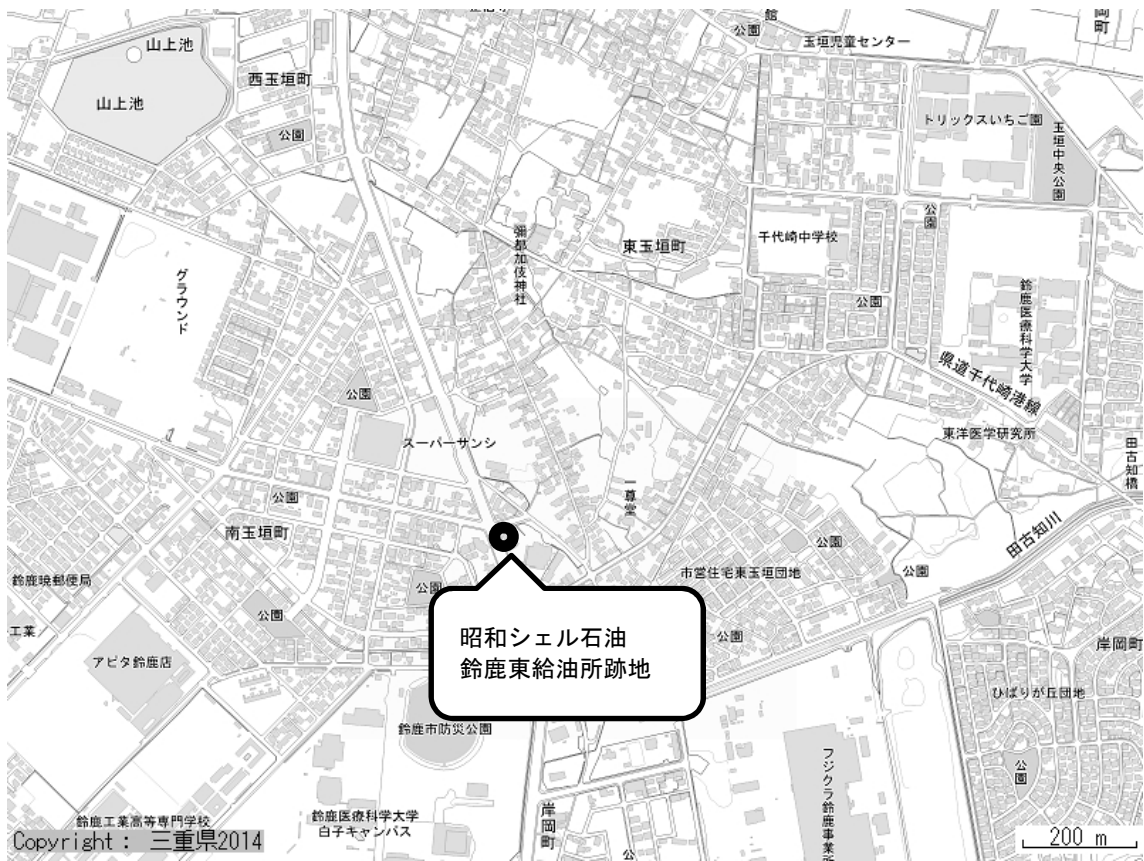 館
公園
玉垣児童センター
岡町
山上池
山上池
西玉垣町
公園
トリックスいちご園
玉垣中央公園
公園
千代崎中学校
東玉垣町
彌都加伎神社
グラウンド
公園
鈴鹿医療科学大学
県道千代崎港線
公園
スーパーサンシ
東洋医学研究所
田古知橋
一尊堂
公園
南玉垣町
田古知川
公園
鈴鹿暁郵便局
市営住宅東玉垣団地
公園
公園
公園
工業
昭和シェル石油
鈴鹿東給油所跡地
公園
岸岡町
アピタ鈴鹿店
ひばりが丘団地
鈴鹿市防災公園
フジクラ鈴鹿事業所
公園
鈴鹿工業高等専門学校
鈴鹿医療科学大学
白子キャンパス
岸岡町
公
Copyright : 三重県2014
200 m